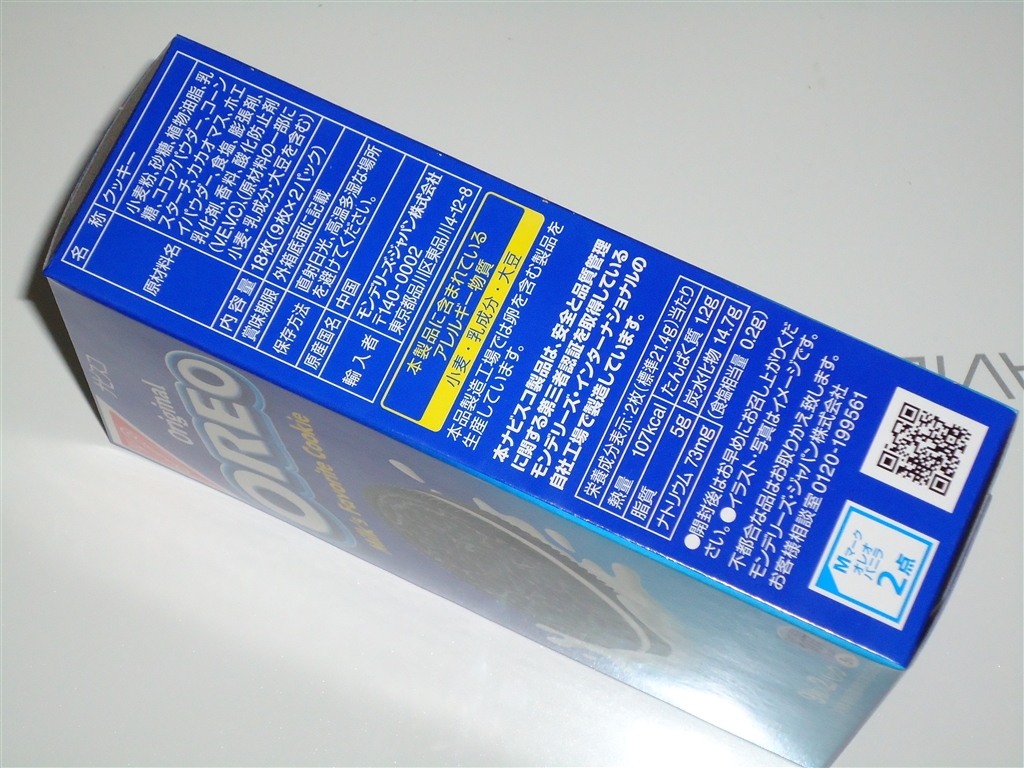 名称 クッキー
原材料名 小麦粉、砂糖、植物油脂、乳
糖、ココアパウダー、コーン
スターチ、カカオマス、ホエ
イパウダー、食塩、膨張剤、
乳化剤、香料、酸化防止剤
(V.E、V.C)、(原材料の一部に
小麦・乳成分・大豆を含む)
内容量 18枚(9枚×2パック)
賞味期限 外箱底面に記載
保存方法 直射日光、高温多湿な場所
を避けてください。
原産国名 中国
輸入者 モンデリーズ・ジャパン株式会社
〒140-0002
東京都品川区東品川4-12-8
本製品に含まれている
アレルギー物質
小麦・乳成分・大豆
本品製造工場では卵を含む製品を
生産しています。
本ナビスコ製品は、安全と品質管理
に関する第三者認証を取得している
モンデリーズ・インターナショナルの
自社工場で製造しています。
栄養成分表示:2枚(標準21.4g)当たり
熱量 107kcal たんぱく質 1.2g
脂質 5g 炭水化物 14.7g
ナトリウム 73mg (食塩相当量 0.2g)
●開封後はお早めにお召し上がりくだ
さい。●イラスト・写真はイメージです。
不都合な品はお取りかえ致します。
モンデリーズ・ジャパン株式会社
お客様相談室 0120-199561
Mマーク
オレオ
バニラ
2点
ナビスコ
Original
OREO
Milk's Favorite Cookie